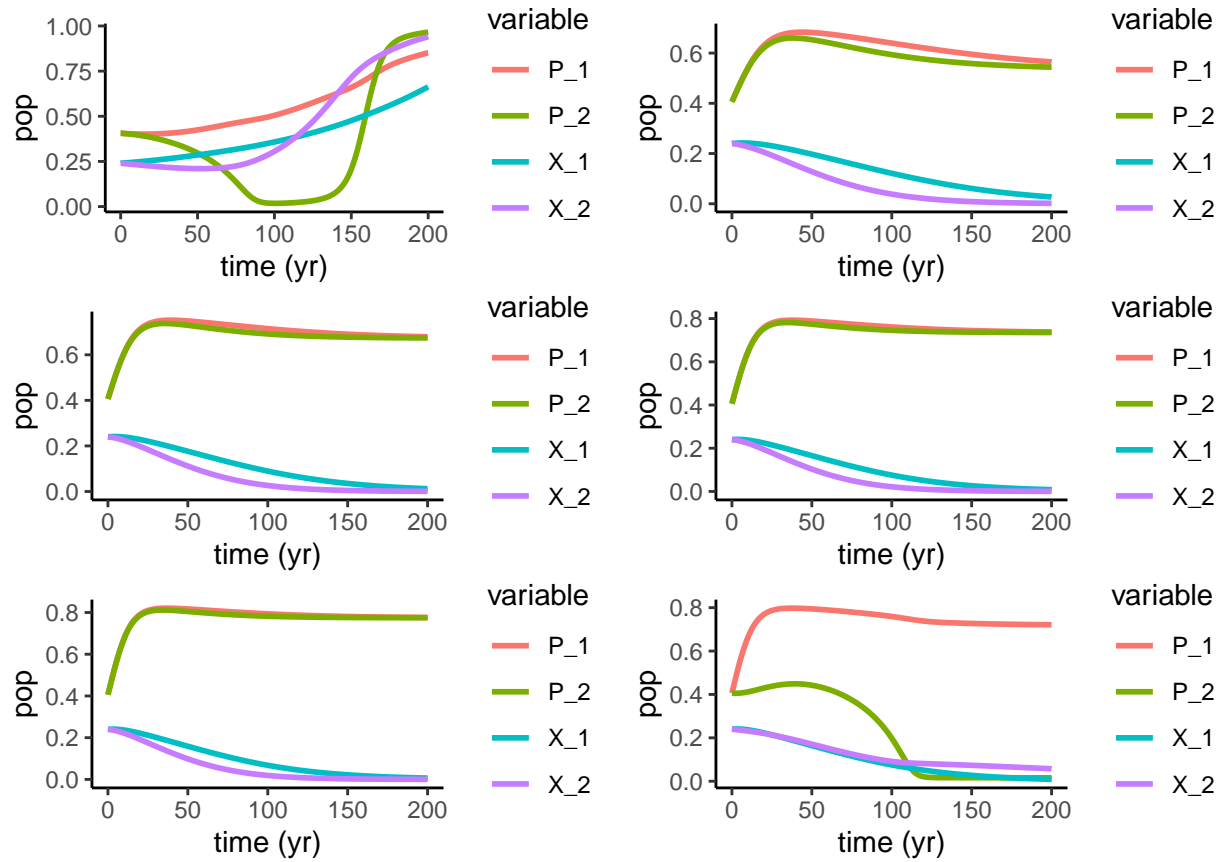 variable
1.00
0.75
0.50
0.25
0.00
pop
0 50 100 150 200
time (yr)
P_1
P_2
X_1
X_2
variable
0.6
0.4
0.2
0.0
pop
0 50 100 150 200
time (yr)
P_1
P_2
X_1
X_2
variable
0.6
0.4
0.2
0.0
pop
0 50 100 150 200
time (yr)
P_1
P_2
X_1
X_2
variable
0.8
0.6
0.4
0.2
0.0
pop
0 50 100 150 200
time (yr)
P_1
P_2
X_1
X_2
variable
0.8
0.6
0.4
0.2
0.0
pop
0 50 100 150 200
time (yr)
P_1
P_2
X_1
X_2
variable
0.8
0.6
0.4
0.2
0.0
pop
0 50 100 150 200
time (yr)
P_1
P_2
X_1
X_2